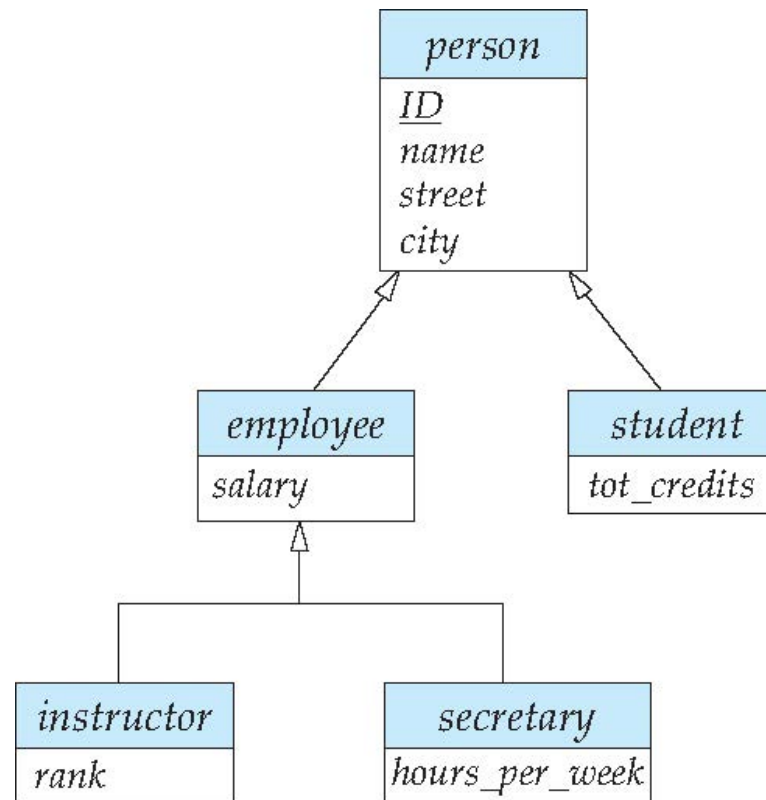 person
ID
name
street
city
employee
salary
student
tot_credits
instructor
rank
secretary
hours_per_week